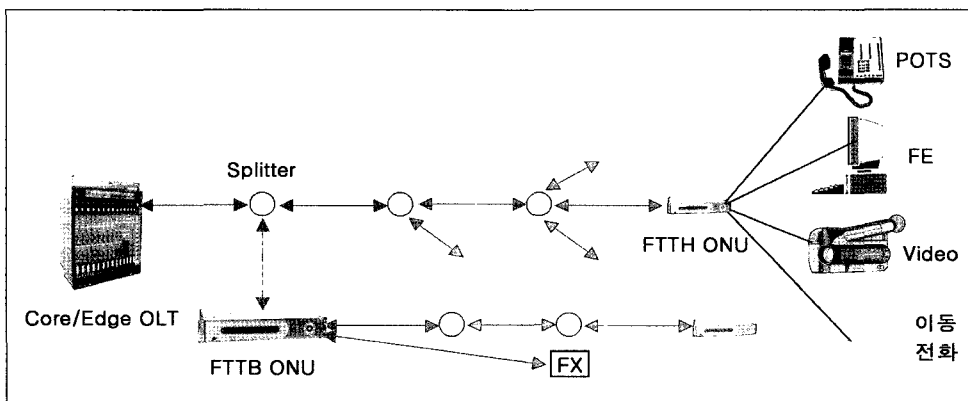 POTS
Splitter
FE
FTTH ONU
Video
Core/Edge OLT
FTTB ONU
FX
이동
전화